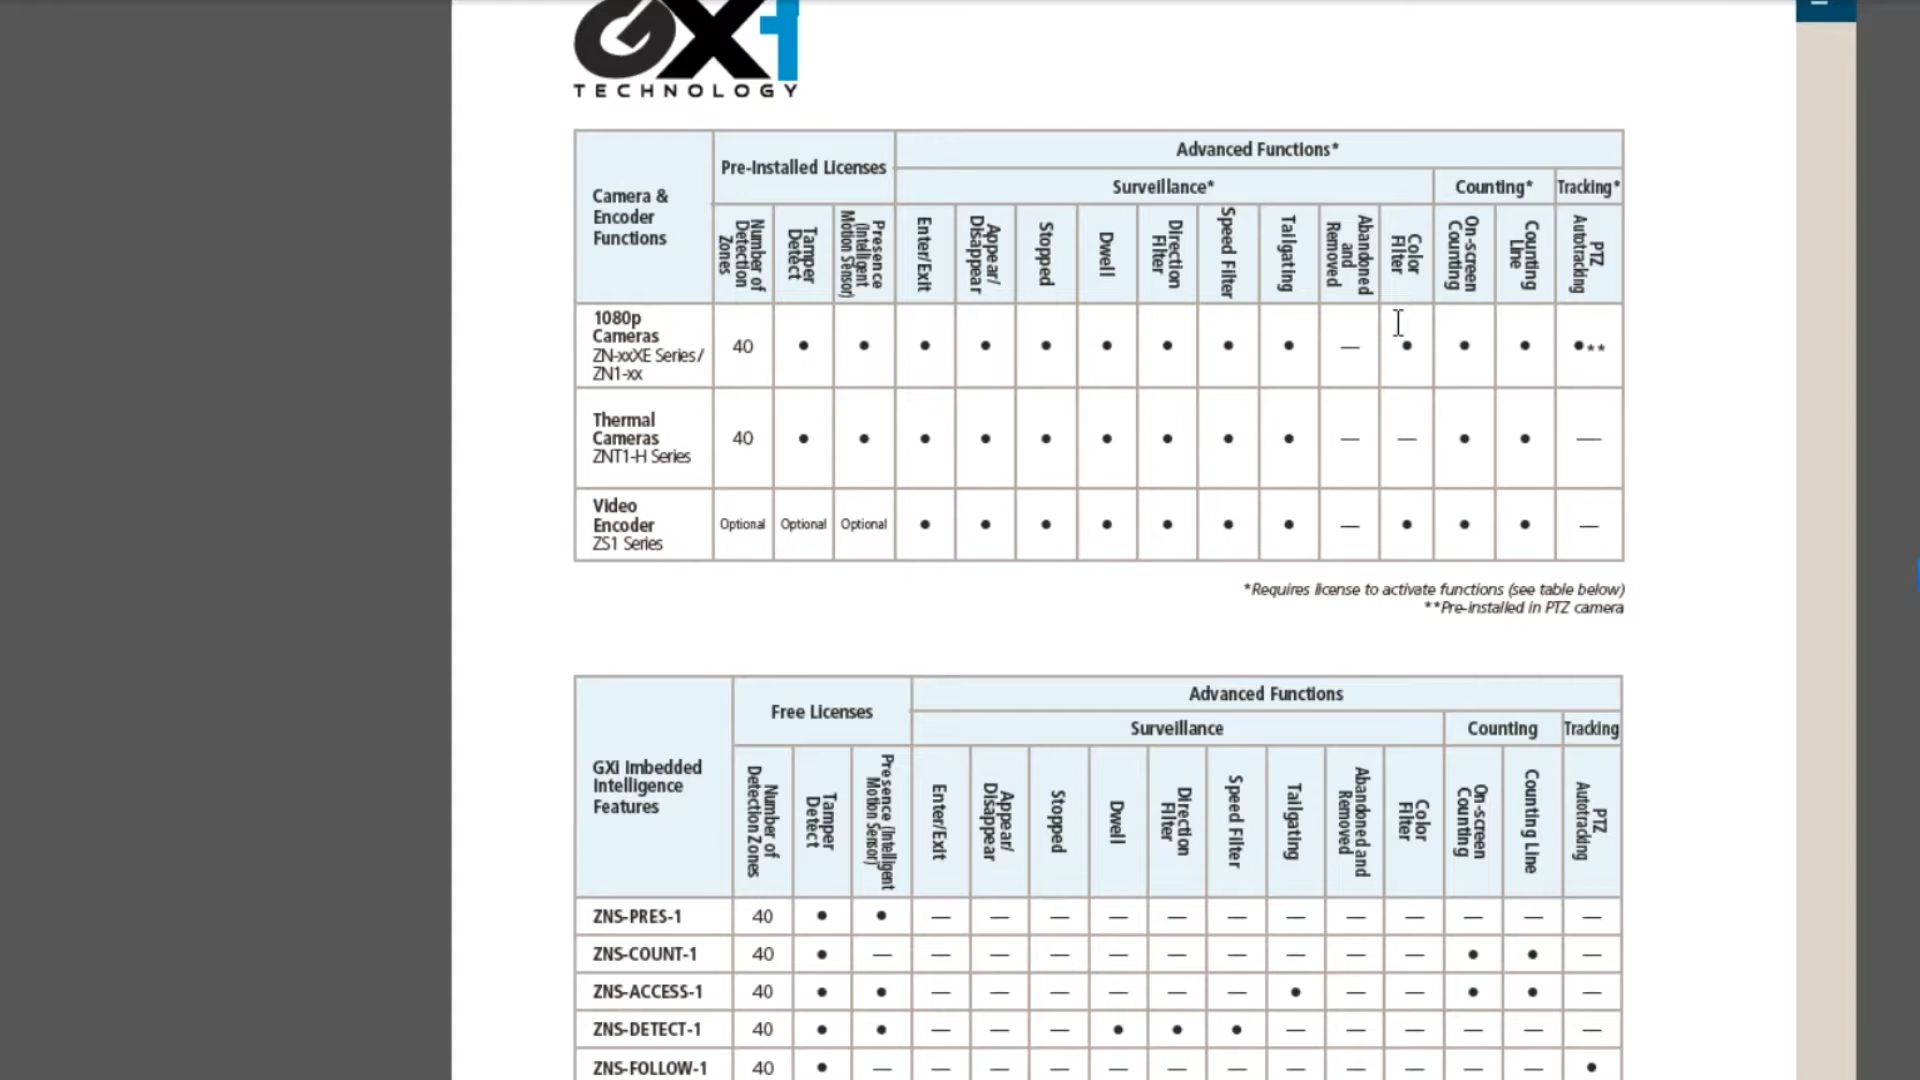 GXi
TECHNOLOGY
Camera &
Encoder
Functions
Pre-Installed Licenses
Advanced Functions*
Surveillance*
Counting*
Tracking*
Number of
Detection
Zones
Tamper
Detect
Presence
(Intelligent
Motion Sensor)
Enter/Exit
Appear/
Disappear
Stopped
Dwell
Direction
Filter
Speed Filter
Tailgating
Abandoned
and
Removed
Color
Filter
On-screen
Counting
Counting
Line
PTZ
Autotracking
1080p
Cameras
ZN-xxXE Series/
ZN1-xx
40 • • • • • • • • • • — • • • •**
Thermal
Cameras
ZNT1-H Series
40 • • • • • • • • • — — • • —
Video
Encoder
ZS1 Series
Optional Optional Optional • • • • • • • — • • • —
*Requires license to activate functions (see table below)
**Pre-installed in PTZ camera
GXi Imbedded
Intelligence
Features
Free Licenses
Advanced Functions
Surveillance
Counting
Tracking
Number of
Detection Zones
Tamper
Detect
Presence (Intelligent
Motion Sensor)
Enter/Exit
Appear/
Disappear
Stopped
Dwell
Direction
Filter
Speed Filter
Tailgating
Abandoned and
Removed
Color
Filter
On-screen
Counting
Counting Line
PTZ
Autotracking
ZNS-PRES-1 40 • • — — — — — — — — — — — —
ZNS-COUNT-1 40 • — — — — — — — — — — • • —
ZNS-ACCESS-1 40 • • — — — — — — • — — • • —
ZNS-DETECT-1 40 • • — — — • • • — — — — — —
ZNS-FOLLOW-1 40 • — — — — — — — — — — — — •